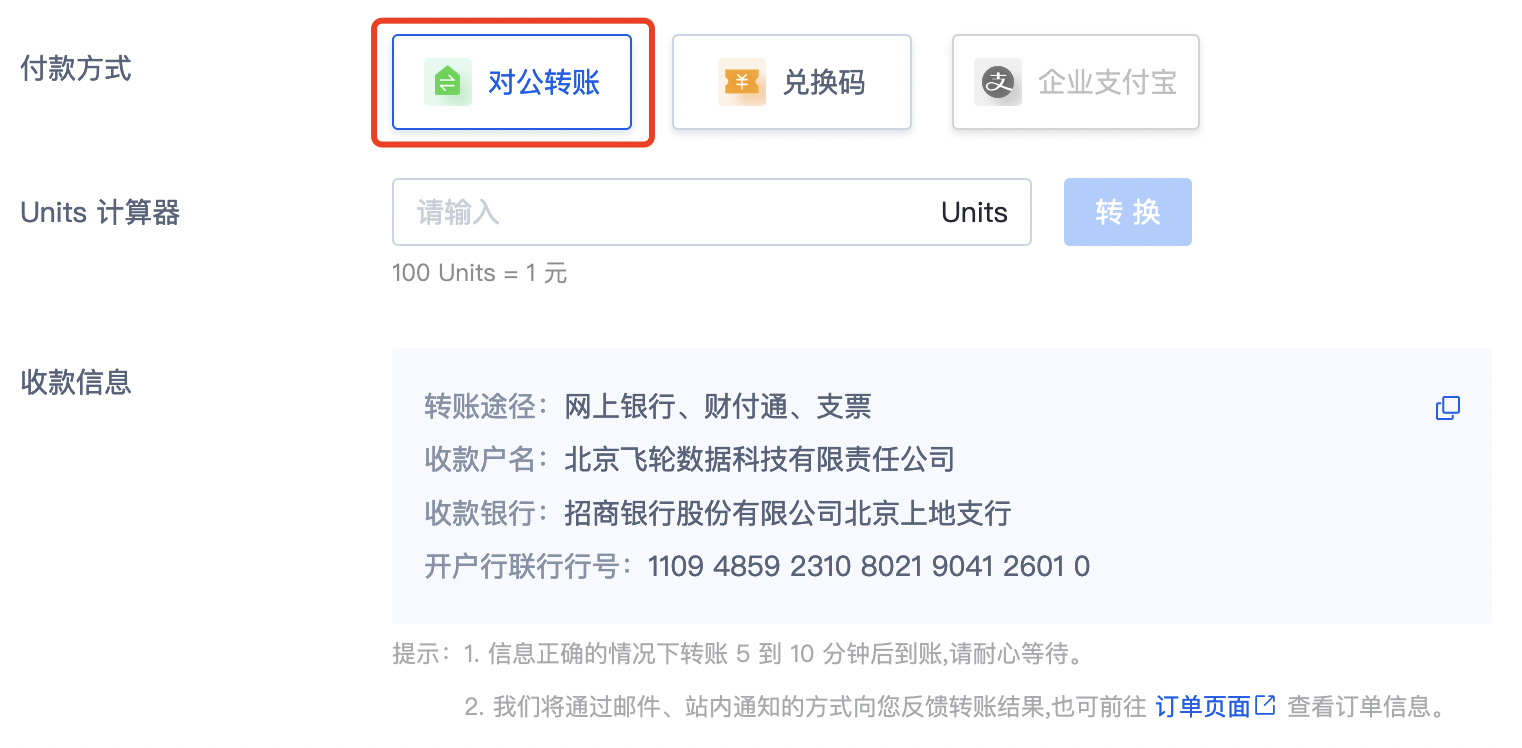 付款方式
对公转账
兑换码
企业支付宝
Units 计算器
请输入
Units
转 换
100 Units = 1 元
收款信息
转账途径：网上银行、财付通、支票
收款户名：北京飞轮数据科技有限责任公司
收款银行：招商银行股份有限公司北京上地支行
开户行联行行号：1109 4859 2310 8021 9041 2601 0
提示：1. 信息正确的情况下转账 5 到 10 分钟后到账,请耐心等待。
2. 我们将通过邮件、站内通知的方式向您反馈转账结果,也可前往 订单页面 查看订单信息。